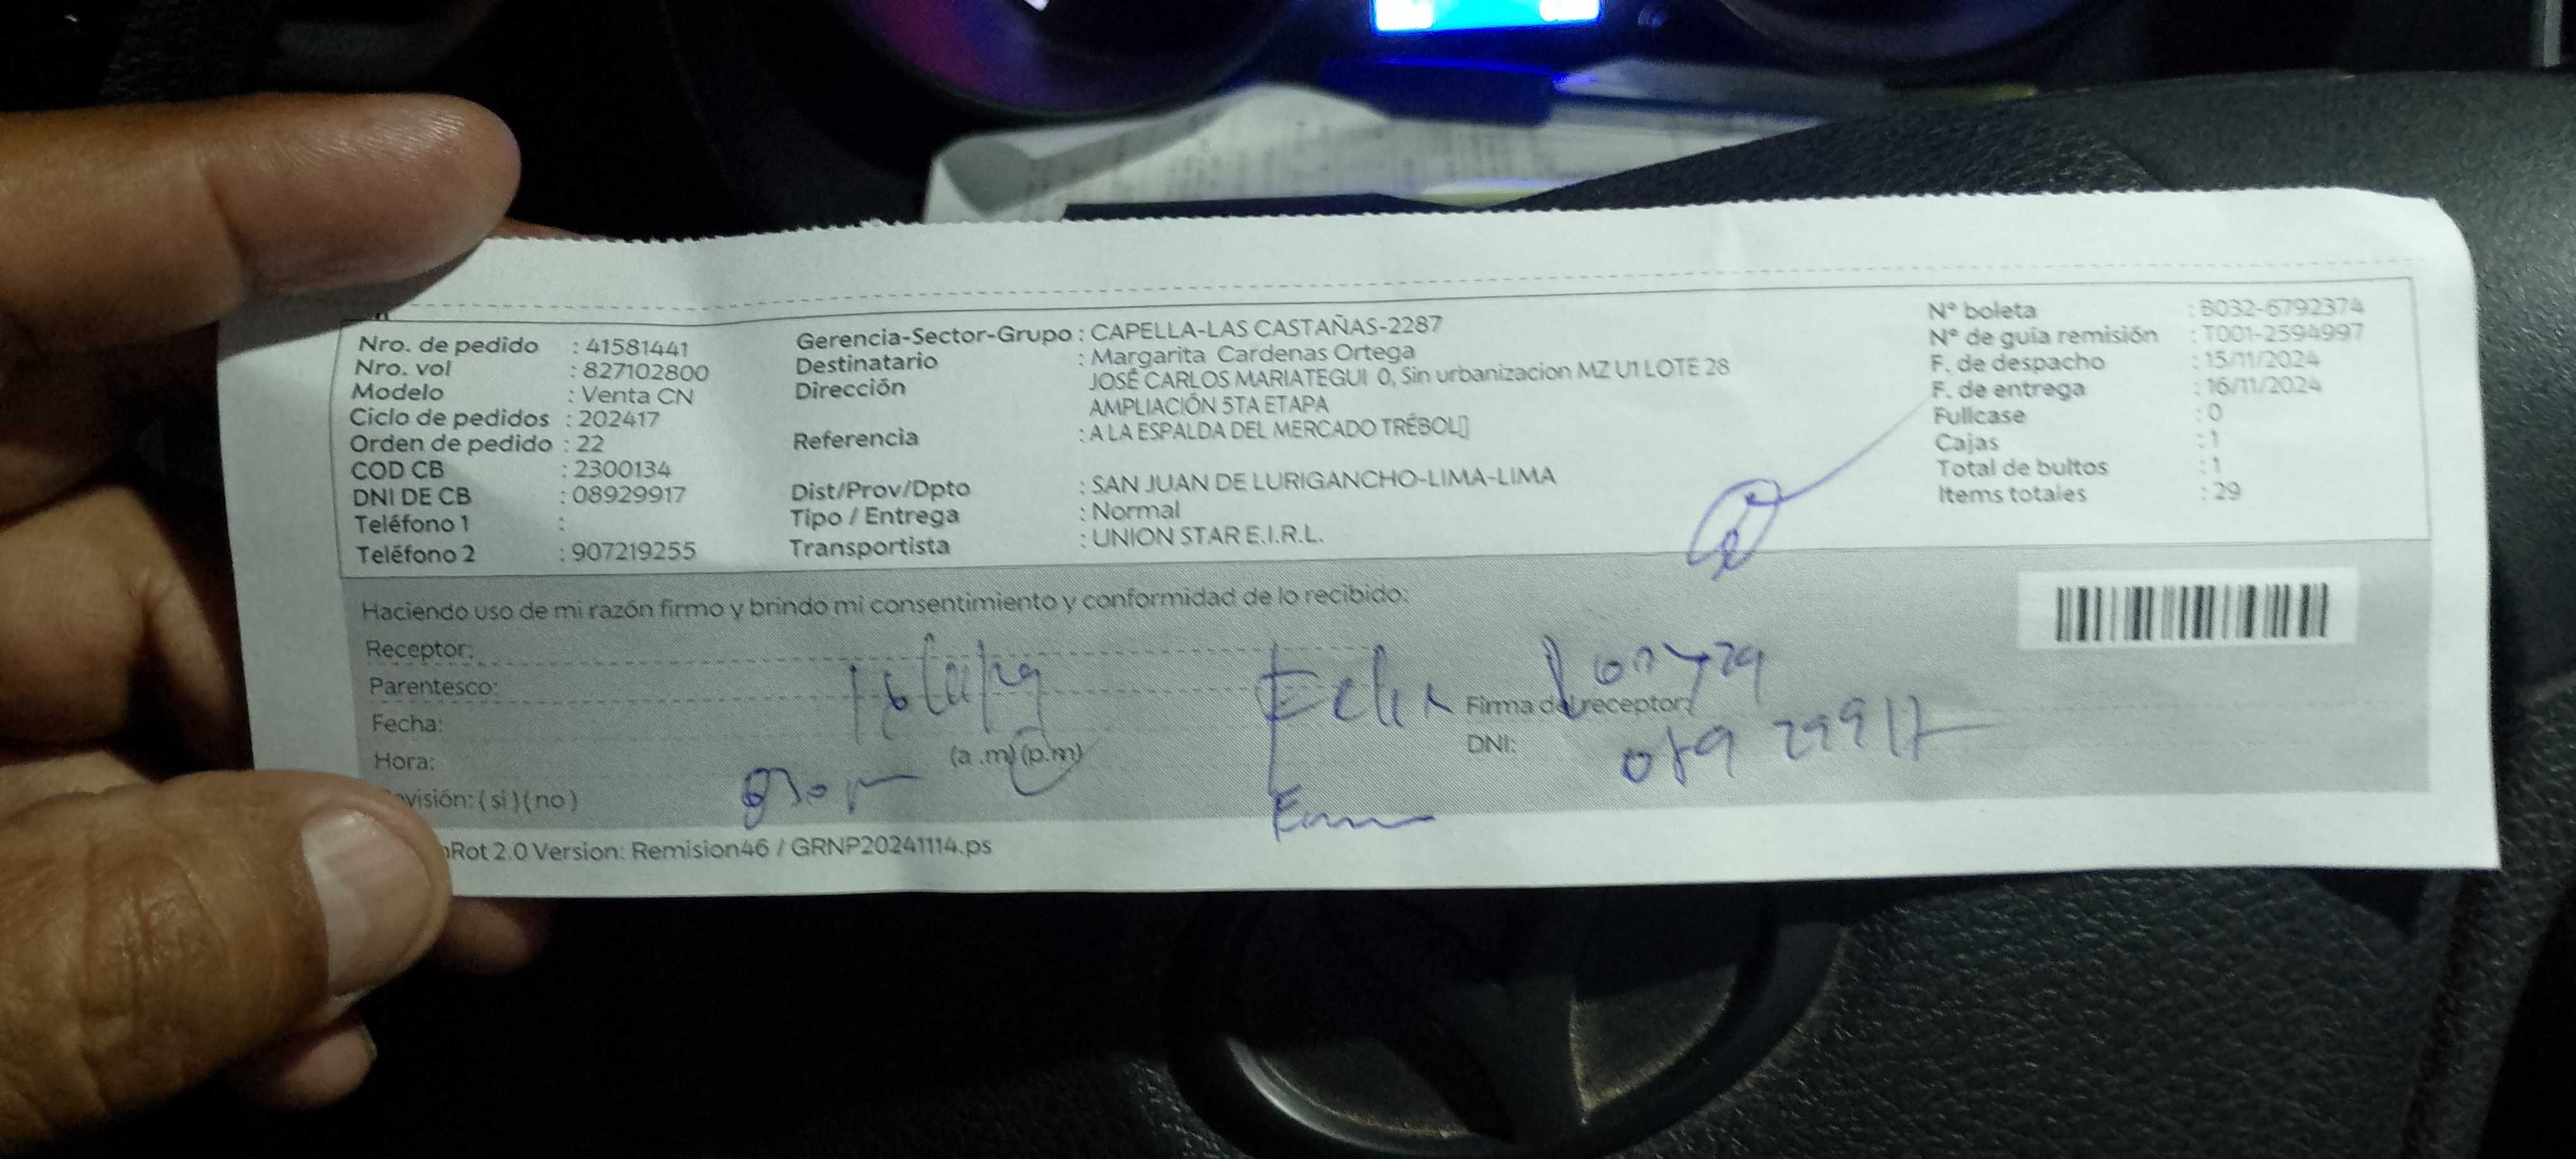 Nro. de pedido : 41581441
Nro. vol : 827102800
Modelo : Venta CN
Ciclo de pedidos : 202417
Orden de pedido : 22
COD CB : 2300134
DNI DE CB : 08929917
Teléfono 1 :
Teléfono 2 : 907219255
Gerencia-Sector-Grupo : CAPELLA-LAS CASTAÑAS-2287
Destinatario : Margarita Cardenas Ortega
Dirección JOSÉ CARLOS MARIATEGUI 0, Sin urbanizacion MZ U1 LOTE 28
AMPLIACIÓN 5TA ETAPA
Referencia : A LA ESPALDA DEL MERCADO TRÉBOL
Dist/Prov/Dpto : SAN JUAN DE LURIGANCHO-LIMA-LIMA
Tipo / Entrega : Normal
Transportista : UNION STAR E.I.R.L.
N° boleta : B032-6792374
N° de guía remisión : T001-2594997
F. de despacho : 15/11/2024
F. de entrega : 16/11/2024
Fullcase : 0
Cajas : 1
Total de bultos : 1
Items totales : 29
Haciendo uso de mi razón firmo y brindo mi consentimiento y conformidad de lo recibido:
Receptor:
Parentesco:
Fecha:
Hora: (a .m) (p.m)
(si) (no)
Felix
Firma del receptor:
DNI: 08929917
2.0 Version: Remision46 / GRNP20241114.ps